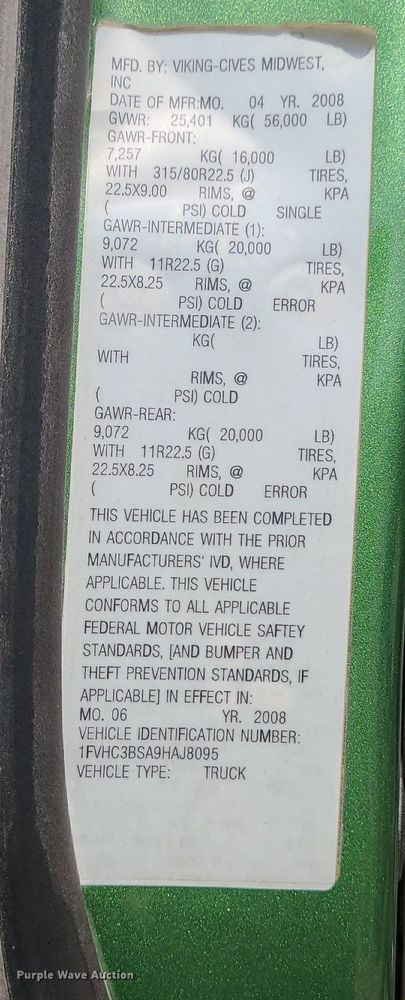 MFD. BY: VIKING-CIVES MIDWEST,
INC
DATE OF MFR:MO. 04 YR. 2008
GVWR: 25,401 KG( 56,000 LB)
GAWR-FRONT:
7,257 KG( 16,000 LB)
WITH 315/80R22.5 (J) TIRES,
22.5X9.00 RIMS, @ KPA
( PSI) COLD SINGLE
GAWR-INTERMEDIATE (1):
9,072 KG( 20,000 LB)
WITH 11R22.5 (G) TIRES,
22.5X8.25 RIMS, @ KPA
( PSI) COLD ERROR
GAWR-INTERMEDIATE (2):
KG( LB)
WITH TIRES,
RIMS, @ KPA
( PSI) COLD
GAWR-REAR:
9,072 KG( 20,000 LB)
WITH 11R22.5 (G) TIRES,
22.5X8.25 RIMS, @ KPA
( PSI) COLD ERROR
THIS VEHICLE HAS BEEN COMPLETED
IN ACCORDANCE WITH THE PRIOR
MANUFACTURERS' IVD, WHERE
APPLICABLE. THIS VEHICLE
CONFORMS TO ALL APPLICABLE
FEDERAL MOTOR VEHICLE SAFTEY
STANDARDS, [AND BUMPER AND
THEFT PREVENTION STANDARDS, IF
APPLICABLE] IN EFFECT IN:
MO. 06 YR. 2008
VEHICLE IDENTIFICATION NUMBER:
1FVHC3BSA9HAJ8095
VEHICLE TYPE: TRUCK
Purple Wave Auction